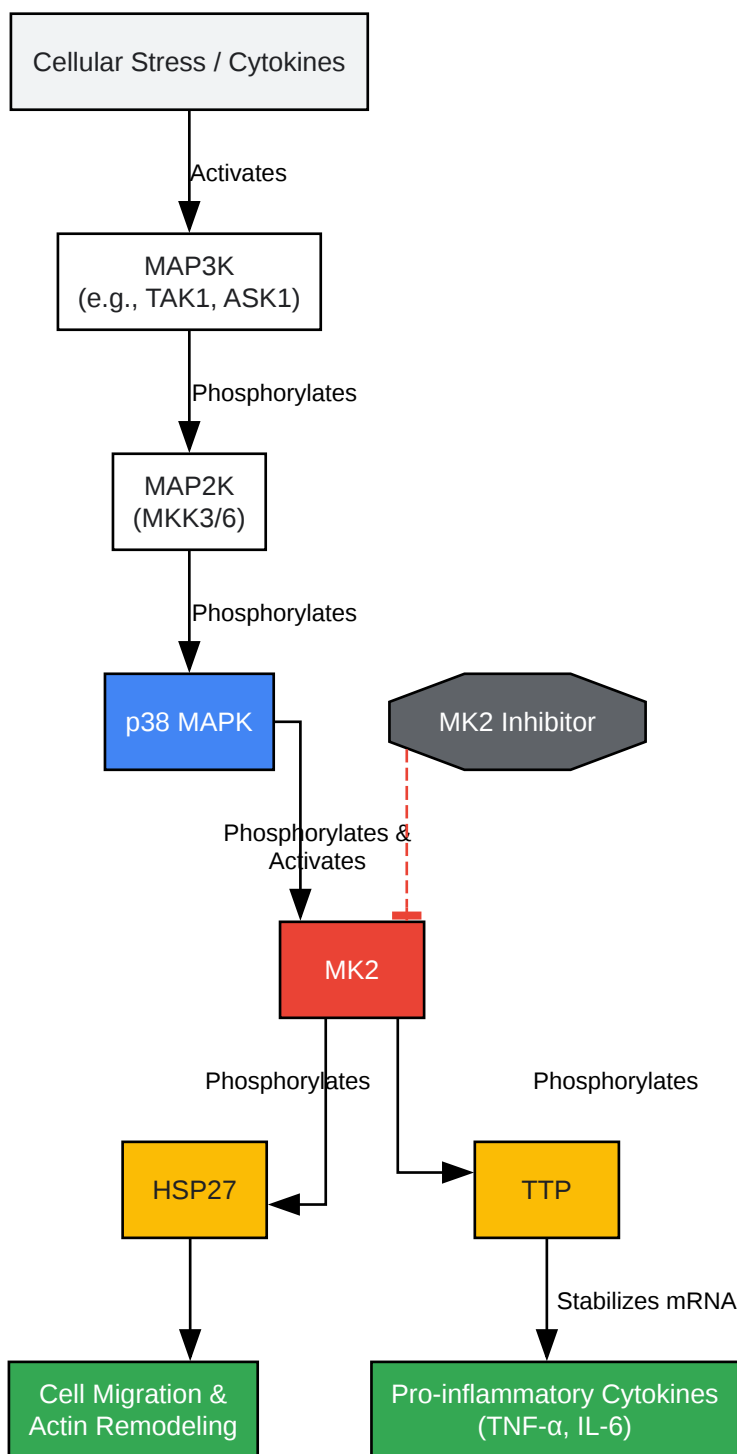 Cellular Stress / Cytokines
Activates
MAP3K
(e.g., TAK1, ASK1)
Phosphorylates
MAP2K
(MKK3/6)
Phosphorylates
p38 MAPK
MK2 Inhibitor
Phosphorylates &
Activates
MK2
Phosphorylates
Phosphorylates
HSP27
TTP
Stabilizes mRNA
Cell Migration &
Actin Remodeling
Pro-inflammatory Cytokines
(TNF-α, IL-6)